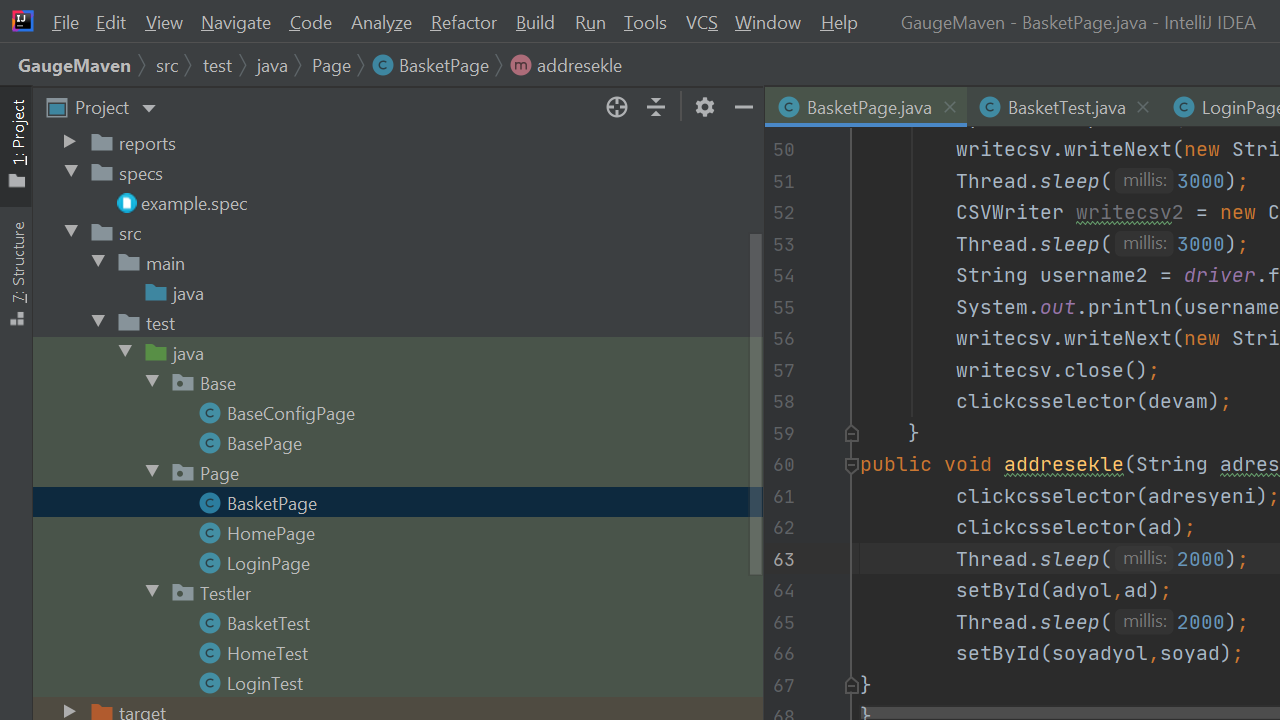 File Edit View Navigate Code Analyze Refactor Build Run Tools VCS Window Help GaugeMaven - BasketPage.java - IntelliJ IDEA
GaugeMaven src test java Page BasketPage m addresekle
1: Project
7: Structure
Project
reports
specs
example.spec
src
main
java
test
java
Base
C BaseConfigPage
C BasePage
Page
C BasketPage
C HomePage
C LoginPage
Testler
C BasketTest
C HomeTest
C LoginTest
target
C BasketPage.java C BasketTest.java C LoginPage
50 writecsv.writeNext(new Stri
51 Thread.sleep( millis: 3000);
52 CSVWriter writecsv2 = new C
53 Thread.sleep( millis: 3000);
54 String username2 = driver.f
55 System.out.println(username
56 writecsv.writeNext(new Stri
57 writecsv.close();
58 clickcsselector(devam);
59 }
60 public void addresekle(String adres
61 clickcsselector(adresyeni);
62 clickcsselector(ad);
63 Thread.sleep( millis: 2000);
64 setById(adyol,ad);
65 Thread.sleep( millis: 2000);
66 setById(soyadyol,soyad);
67 }
68 }